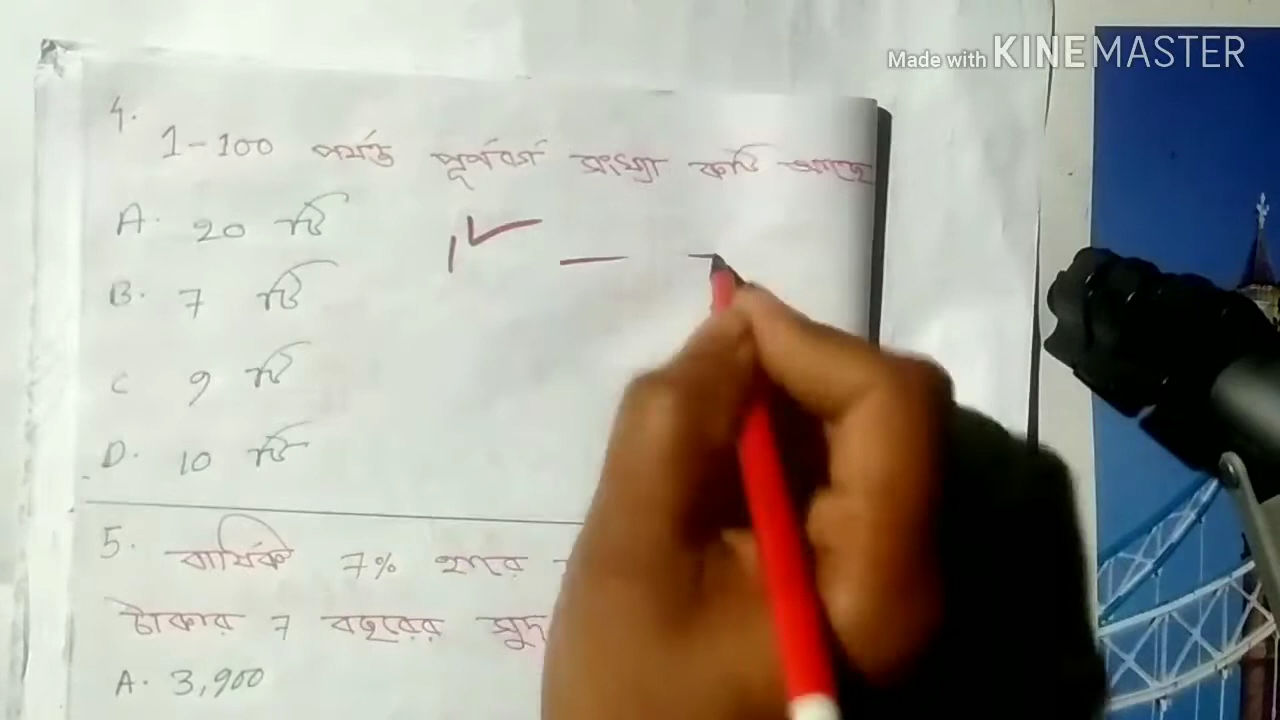 Made with KINEMASTER
4.
1-100 পর্যন্ত পূর্ণবর্গ সংখ্যা কটি আছে
A. 20 টি
B. 7 টি
C 9 টি
D. 10 টি
5. বার্ষিক 7% হারে
টাকার 7 বছরের সুদ
A. 3,900